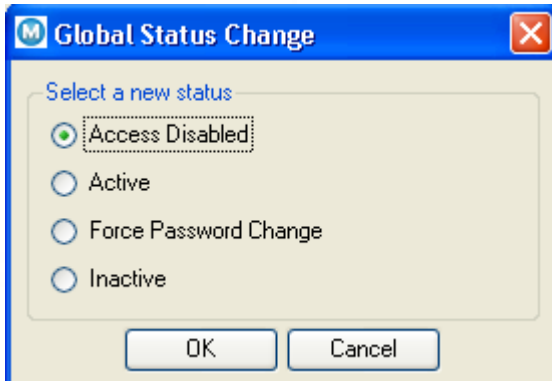 M Global Status Change
Select a new status
Access Disabled
Active
Force Password Change
Inactive
OK Cancel